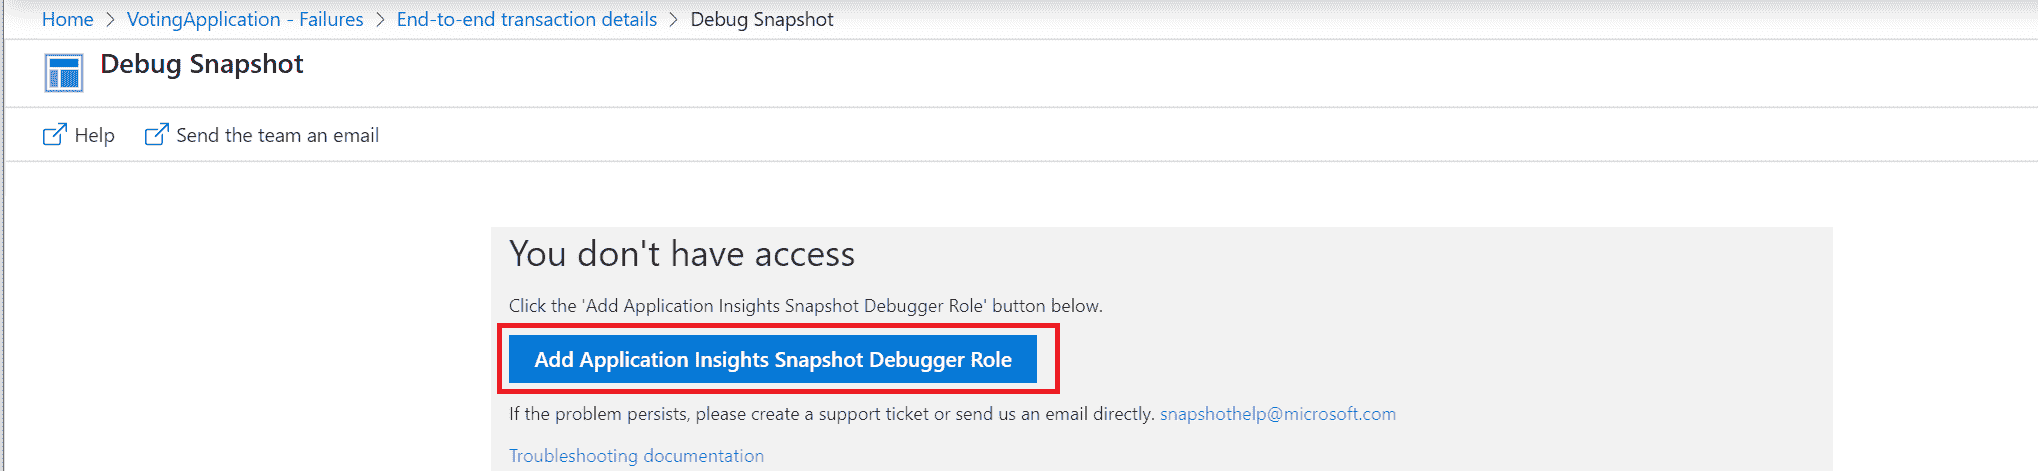 Home > VotingApplication - Failures > End-to-end transaction details > Debug Snapshot
Debug Snapshot
Help Send the team an email
You don't have access
Click the 'Add Application Insights Snapshot Debugger Role' button below.
Add Application Insights Snapshot Debugger Role
If the problem persists, please create a support ticket or send us an email directly. snapshothelp@microsoft.com
Troubleshooting documentation